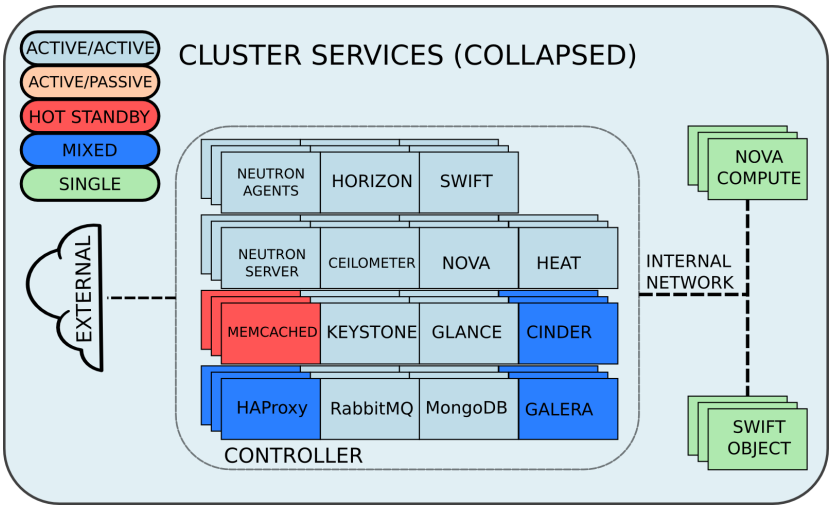 ACTIVE/ACTIVE
ACTIVE/PASSIVE
HOT STANDBY
MIXED
SINGLE
CLUSTER SERVICES (COLLAPSED)
EXTERNAL
NEUTRON
AGENTS
HORIZON
SWIFT
NEUTRON
SERVER
CEILOMETER
NOVA
HEAT
MEMCACHED
KEYSTONE
GLANCE
CINDER
HAProxy
RabbitMQ
MongoDB
GALERA
CONTROLLER
INTERNAL
NETWORK
NOVA
COMPUTE
SWIFT
OBJECT